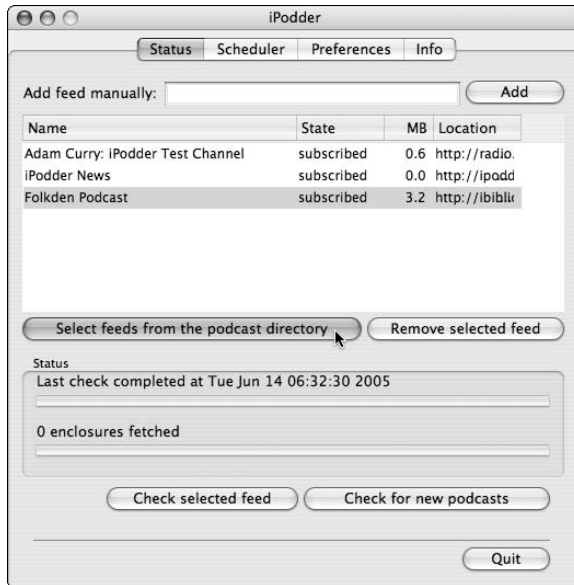 iPodder
Status Scheduler Preferences Info
Add feed manually: Add
Name State MB Location
Adam Curry: iPodder Test Channel subscribed 0.6 http://radio.
iPodder News subscribed 0.0 http://ipodd
Folkden Podcast subscribed 3.2 http://ibiblic
Select feeds from the podcast directory Remove selected feed
Status
Last check completed at Tue Jun 14 06:32:30 2005
0 enclosures fetched
Check selected feed Check for new podcasts
Quit